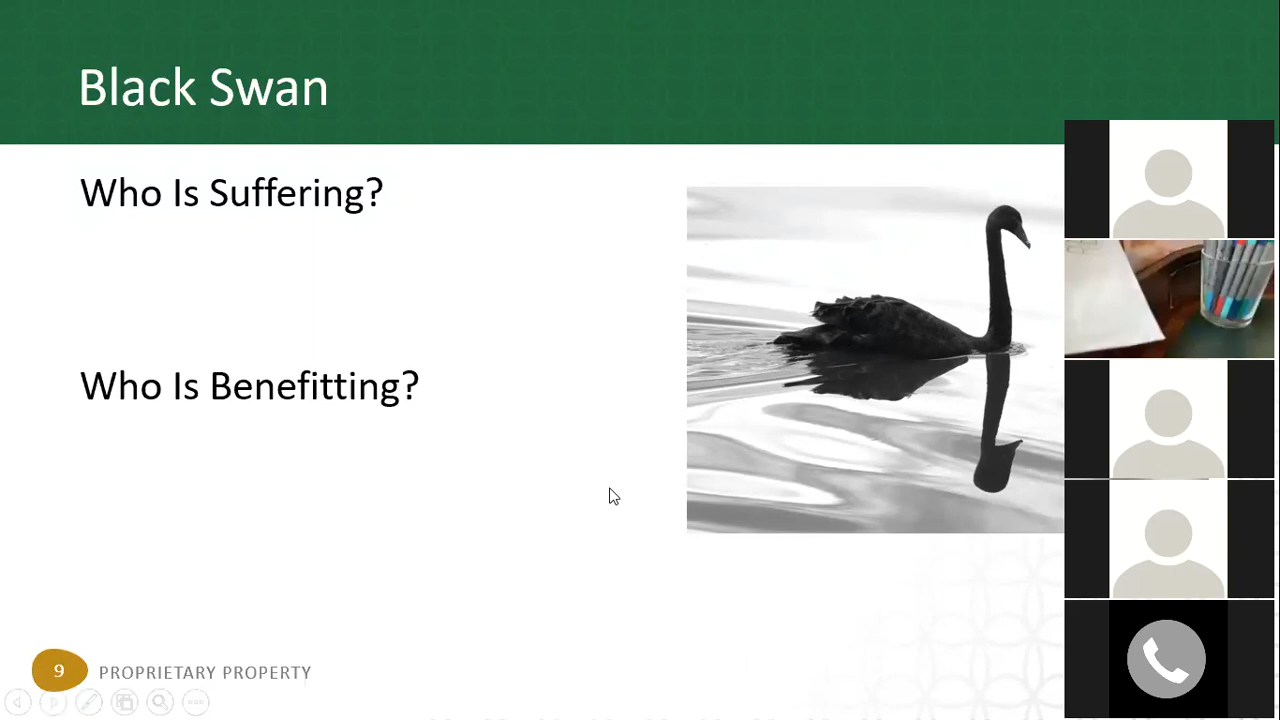 Black Swan
Who Is Suffering?
Who Is Benefitting?
9
PROPRIETARY PROPERTY